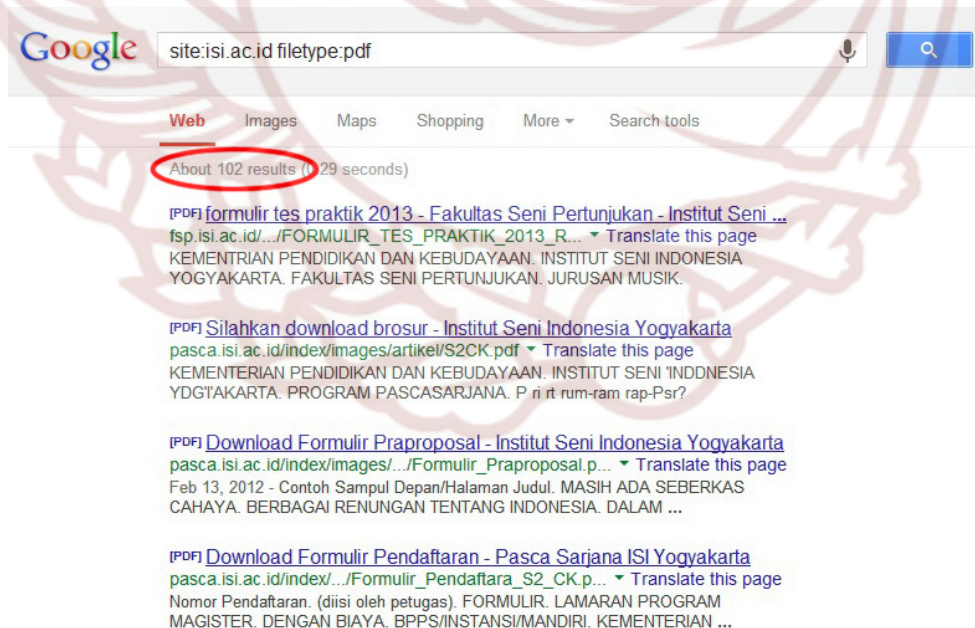 Google site:isi.ac.id filetype:pdf
Web Images Maps Shopping More Search tools
About 102 results (0.29 seconds)
[PDF] formulir tes praktik 2013 - Fakultas Seni Pertunjukan - Institut Seni ...
fsp.isi.ac.id/.../FORMULIR_TES_PRAKTIK_2013_R... Translate this page
KEMENTRIAN PENDIDIKAN DAN KEBUDAYAAN. INSTITUT SENI INDONESIA
YOGYAKARTA. FAKULTAS SENI PERTUNJUKAN. JURUSAN MUSIK.
[PDF] Silahkan download brosur - Institut Seni Indonesia Yogyakarta
pasca.isi.ac.id/index/images/artikel/S2CK.pdf Translate this page
KEMENTERIAN PENDIDIKAN DAN KEBUDAYAAN. INSTITUT SENI 'INDDNESIA
YDGT'AKARTA. PROGRAM PASCASARJANA. P ri rt rum-ram rap-Psr?
[PDF] Download Formulir Praproposal - Institut Seni Indonesia Yogyakarta
pasca.isi.ac.id/index/images/.../Formulir_Praproposal.p... Translate this page
Feb 13, 2012 - Contoh Sampul Depan/Halaman Judul. MASIH ADA SEBERKAS
CAHAYA. BERBAGAI RENUNGAN TENTANG INDONESIA. DALAM ...
[PDF] Download Formulir Pendaftaran - Pasca Sarjana ISI Yogyakarta
pasca.isi.ac.id/index/.../Formulir_Pendaftara_S2_CK.p... Translate this page
Nomor Pendaftaran. (diisi oleh petugas). FORMULIR. LAMARAN PROGRAM
MAGISTER. DENGAN BIAYA. BPPS/INSTANSI/MANDIRI. KEMENTERIAN ...